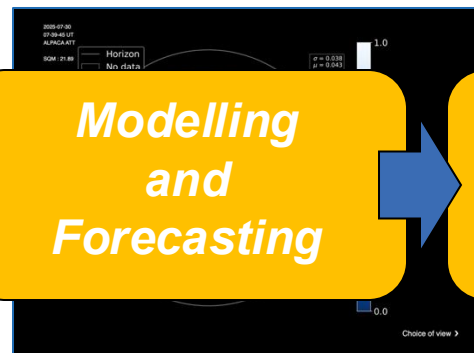 2025-07-30
07-39-45 UT
ALPACA ATT
SQM : 21.89
Horizon
No data
σ = 0.038
μ = 0.043
1.0
Modelling
and
Forecasting
0.0
Choice of view ❯